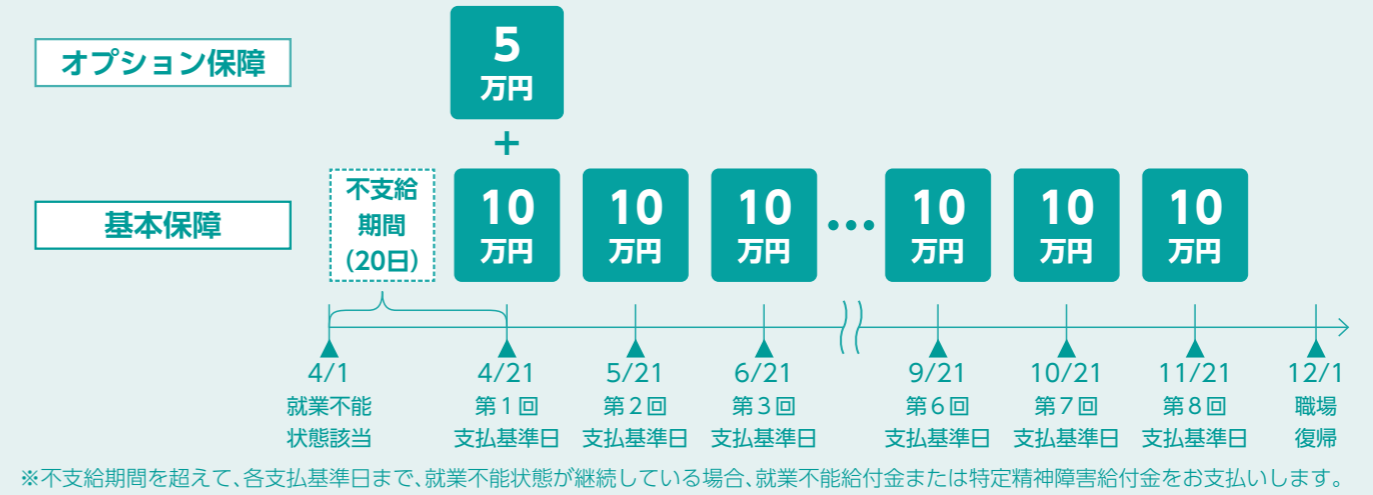 オプション保障
5
万円
+
基本保障
不支給
期間
（20日）
10
万円
10
万円
10
万円
•••
10
万円
10
万円
10
万円
4/1
就業不能
状態該当
4/21
第1回
支払基準日
5/21
第2回
支払基準日
6/21
第3回
支払基準日
9/21
第6回
支払基準日
10/21
第7回
支払基準日
11/21
第8回
支払基準日
12/1
職場
復帰
※不支給期間を超えて、各支払基準日まで、就業不能状態が継続している場合、就業不能給付金または特定精神障害給付金をお支払いします。